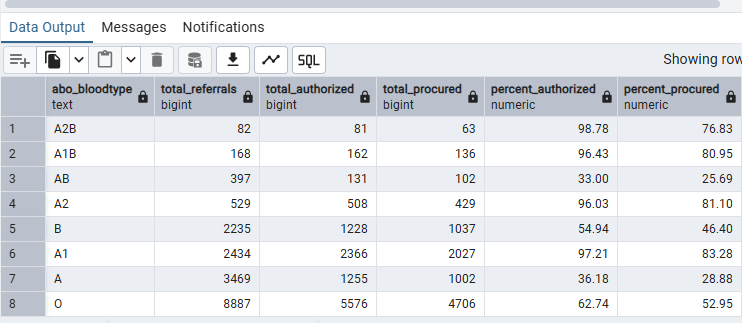 Data Output Messages Notifications
SQL Showing row
abo_bloodtype text total_referrals bigint total_authorized bigint total_procured bigint percent_authorized numeric percent_procured numeric
1 A2B 82 81 63 98.78 76.83
2 A1B 168 162 136 96.43 80.95
3 AB 397 131 102 33.00 25.69
4 A2 529 508 429 96.03 81.10
5 B 2235 1228 1037 54.94 46.40
6 A1 2434 2366 2027 97.21 83.28
7 A 3469 1255 1002 36.18 28.88
8 O 8887 5576 4706 62.74 52.95